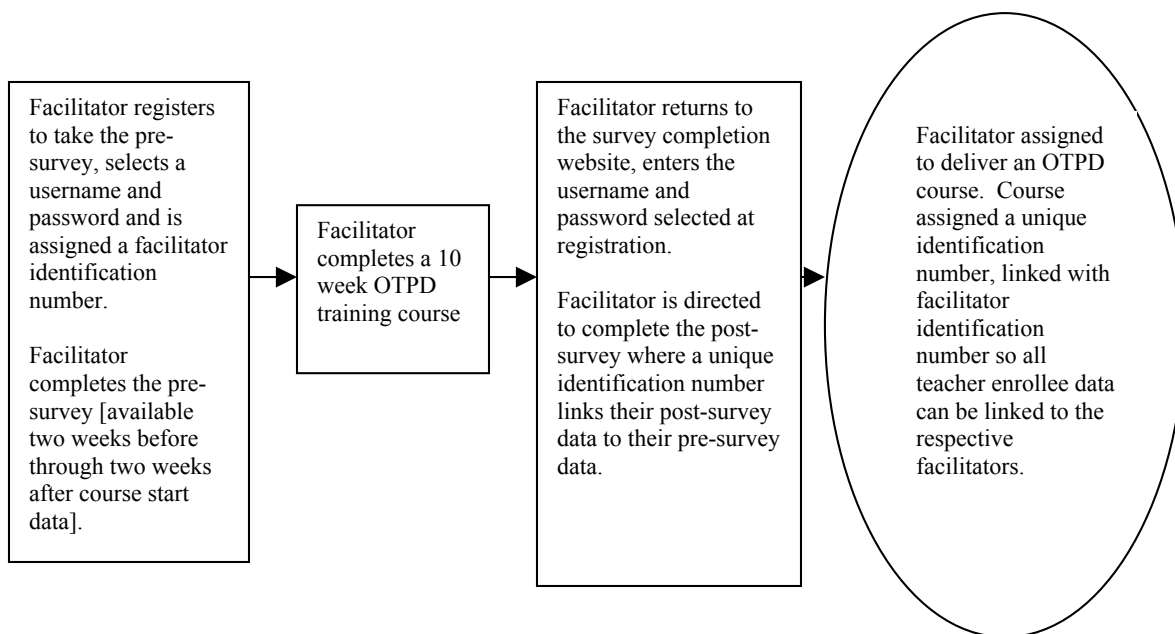 Facilitator registers
to take the pre-
survey, selects a
username and
password and is
assigned a facilitator
identification
number.
Facilitator
completes the pre-
survey [available
two weeks before
through two weeks
after course start
data].
Facilitator
completes a 10
week OTPD
training course
Facilitator returns to
the survey completion
website, enters the
username and
password selected at
registration.
Facilitator is directed
to complete the post-
survey where a unique
identification number
links their post-survey
data to their pre-survey
data.
Facilitator assigned
to deliver an OTPD
course.  Course
assigned a unique
identification
number, linked with
facilitator
identification
number so all
teacher enrollee data
can be linked to the
respective
facilitators.